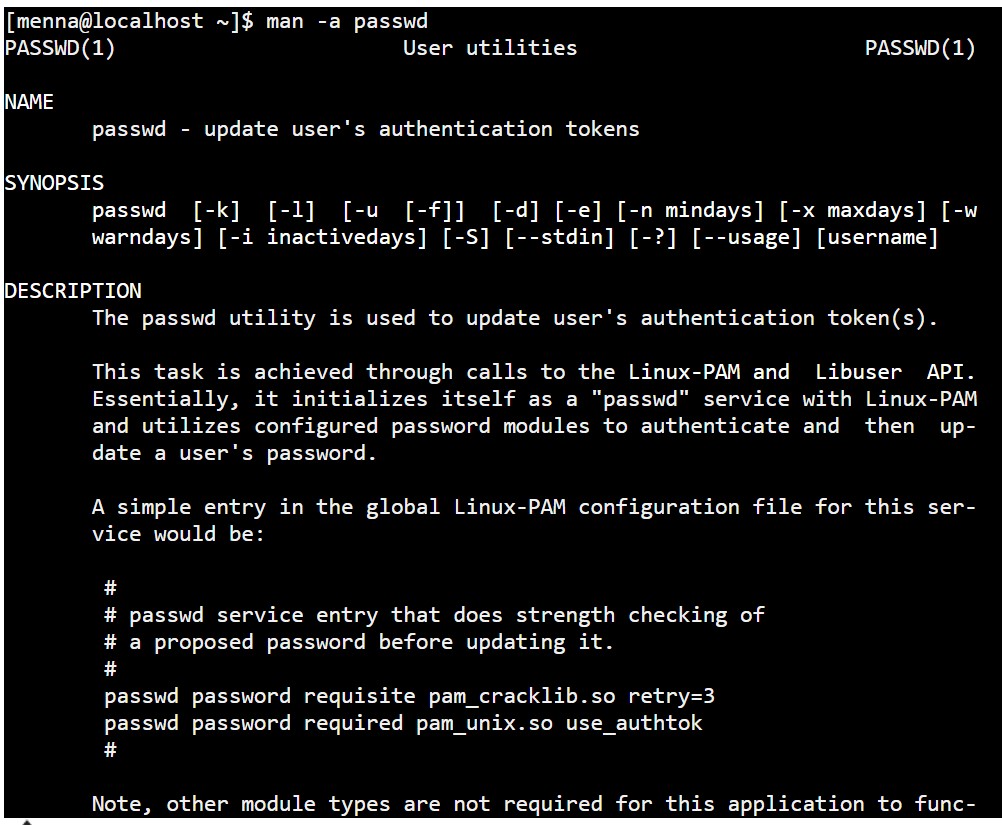 [menna@localhost ~]$ man -a passwd
PASSWD(1) User utilities PASSWD(1)
NAME
passwd - update user's authentication tokens
SYNOPSIS
passwd [-k] [-l] [-u [-f]] [-d] [-e] [-n mindays] [-x maxdays] [-w
warndays] [-i inactivedays] [-S] [--stdin] [-?] [--usage] [username]
DESCRIPTION
The passwd utility is used to update user's authentication token(s).
This task is achieved through calls to the Linux-PAM and Libuser API.
Essentially, it initializes itself as a "passwd" service with Linux-PAM
and utilizes configured password modules to authenticate and then up-
date a user's password.
A simple entry in the global Linux-PAM configuration file for this ser-
vice would be:
#
# passwd service entry that does strength checking of
# a proposed password before updating it.
#
passwd password requisite pam_cracklib.so retry=3
passwd password required pam_unix.so use_authtok
#
Note, other module types are not required for this application to func-